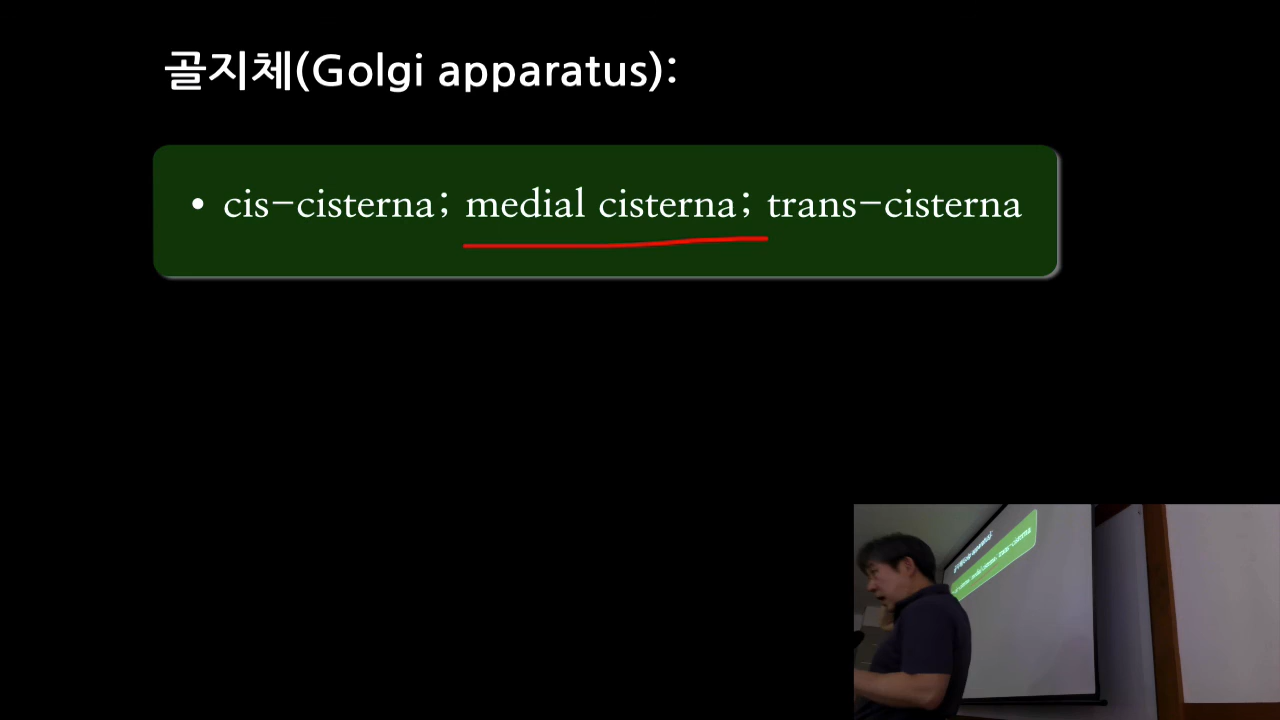 골지체(Golgi apparatus):
• cis-cisterna; medial cisterna; trans-cisterna